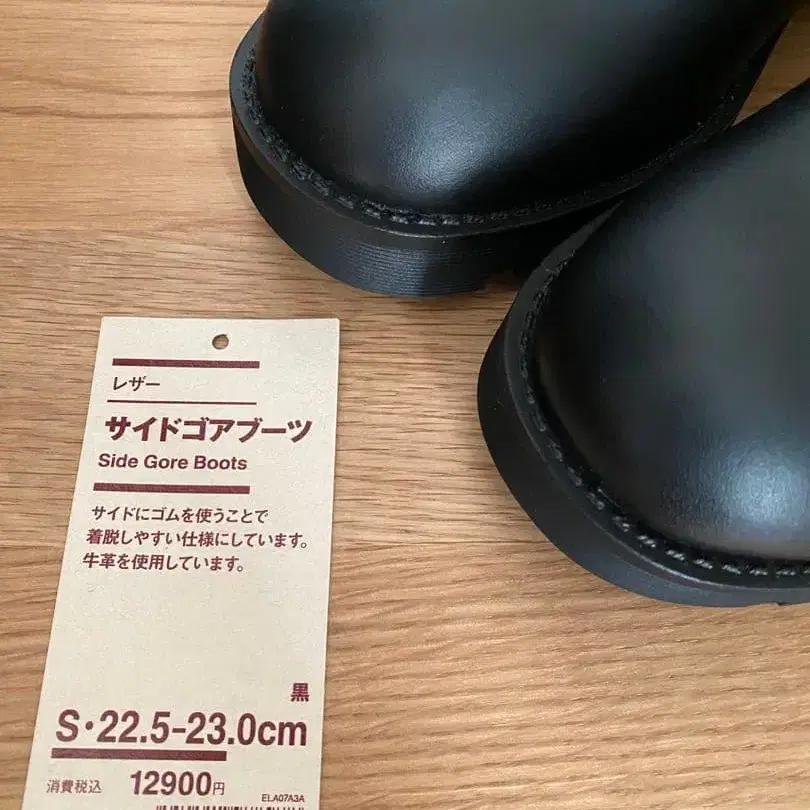 レザー
サイドゴアブーツ
Side Gore Boots
サイドにゴムを使うことで
着脱しやすい仕様にしています。
牛革を使用しています。
黒
S・22.5-23.0cm
消費税込 12900円
ELA07A3A